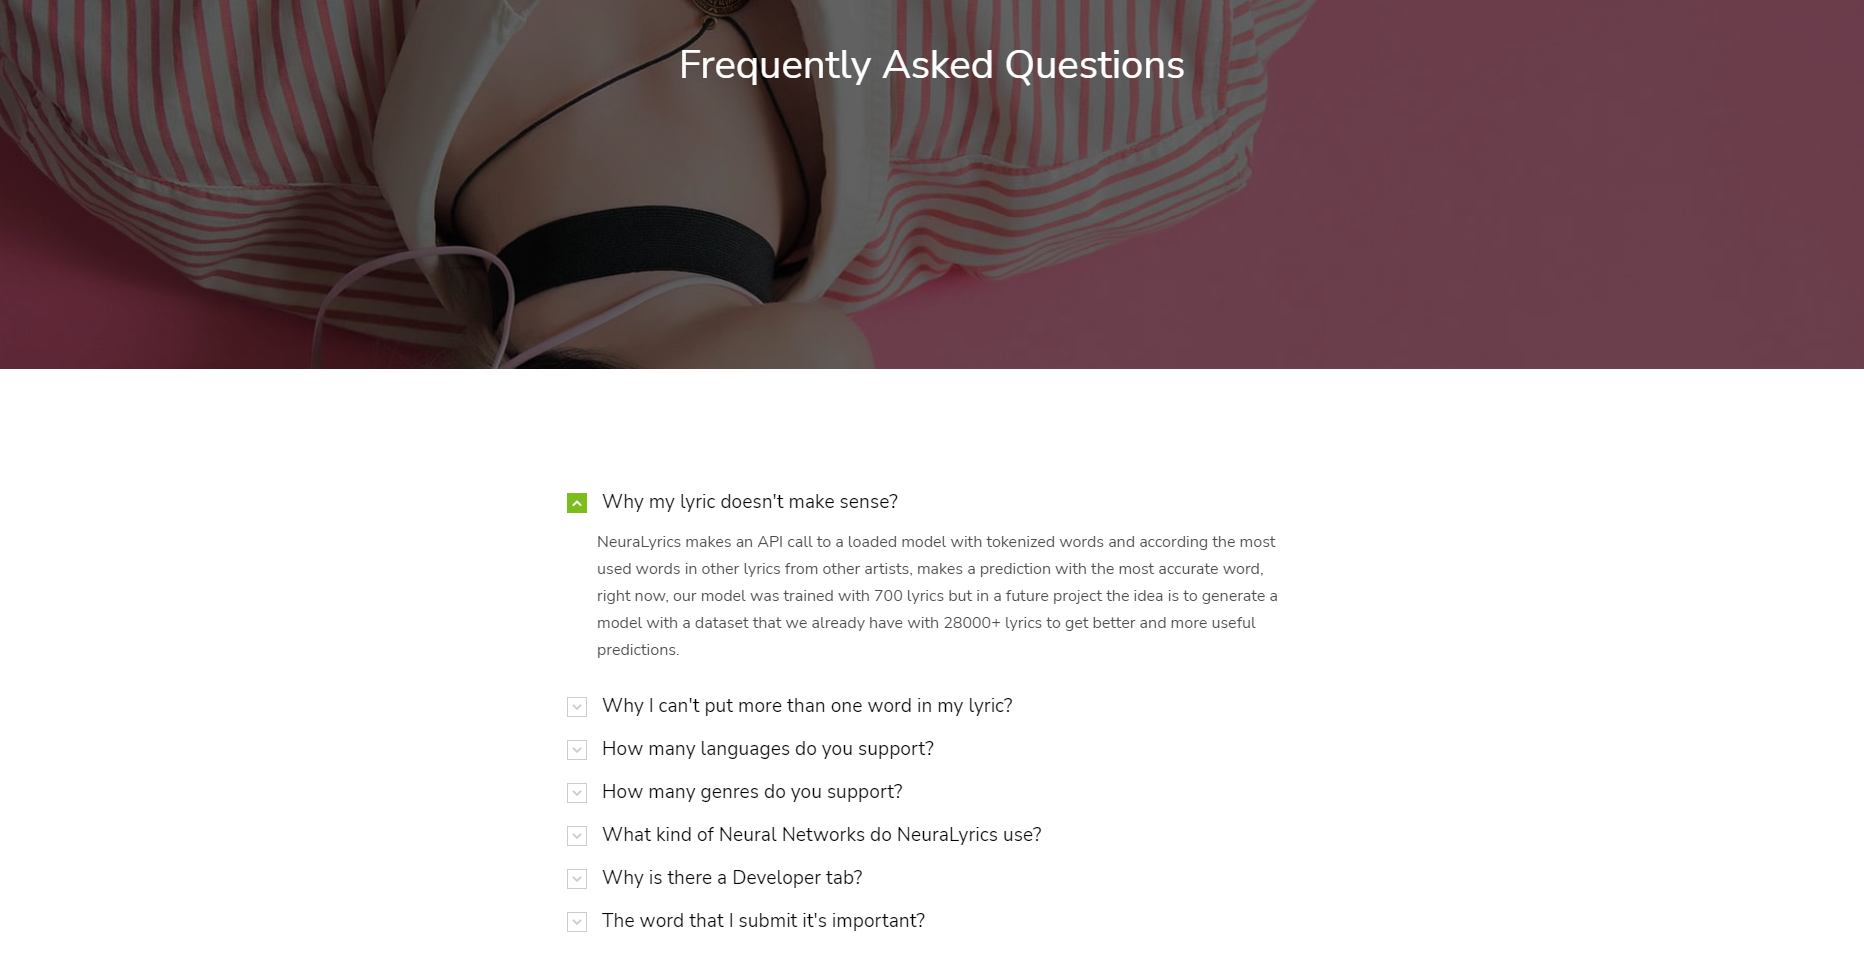 Frequently Asked Questions
Why my lyric doesn't make sense?
NeuraLyrics makes an API call to a loaded model with tokenized words and according the most
used words in other lyrics from other artists, makes a prediction with the most accurate word,
right now, our model was trained with 700 lyrics but in a future project the idea is to generate a
model with a dataset that we already have with 28000+ lyrics to get better and more useful
predictions.
Why I can't put more than one word in my lyric?
How many languages do you support?
How many genres do you support?
What kind of Neural Networks do NeuraLyrics use?
Why is there a Developer tab?
The word that I submit it's important?